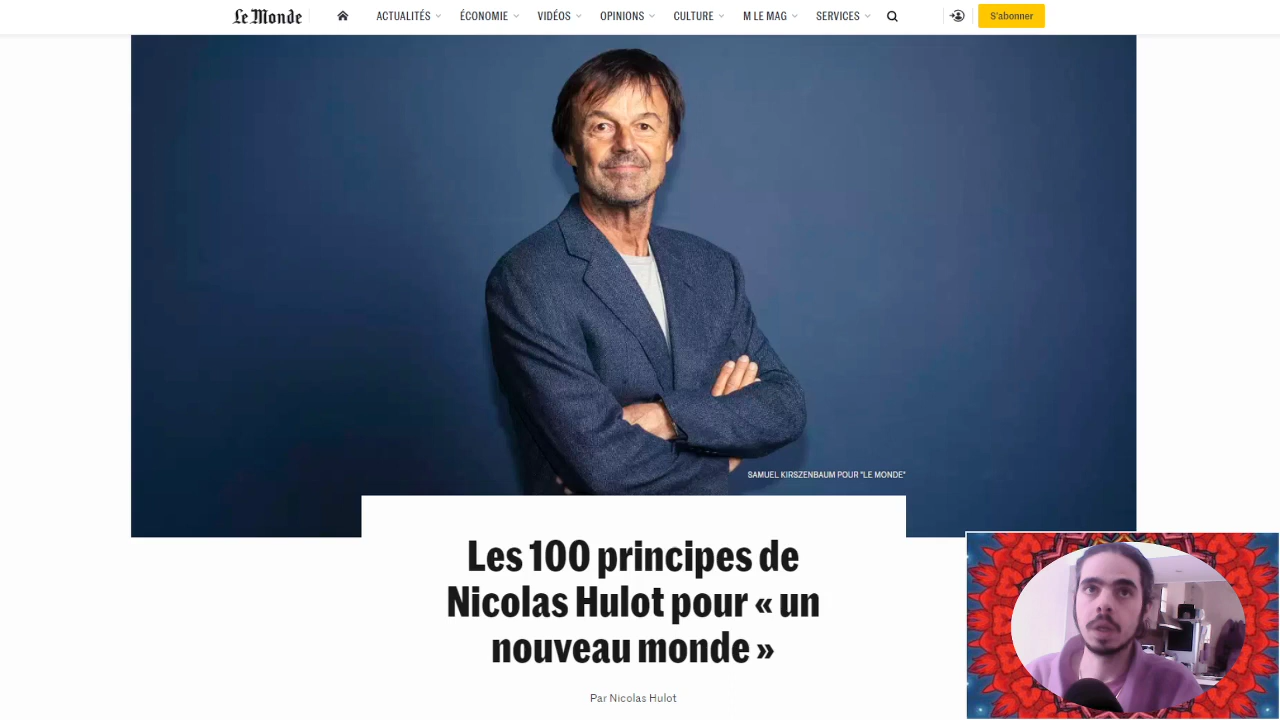 Le Monde
ACTUALITÉS ÉCONOMIE VIDÉOS OPINIONS CULTURE M LE MAG SERVICES S'abonner
SAMUEL KIRSZENBAUM POUR "LE MONDE"
Les 100 principes de
Nicolas Hulot pour « un
nouveau monde »
Par Nicolas Hulot